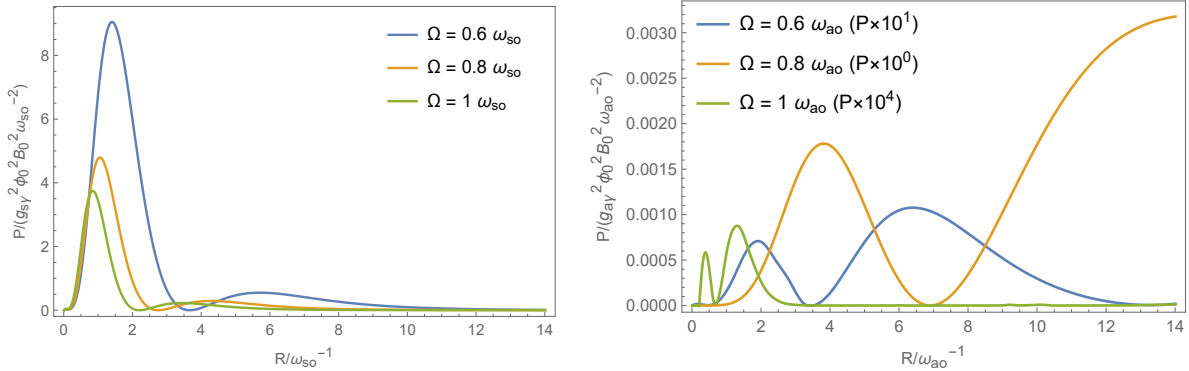 P/(g_sγ^2 ϕ_0^2 B_0^2 ω_so^-2)
8
6
4
2
0
0 2 4 6 8 10 12 14
R/ω_so^-1
Ω = 0.6 ω_so
Ω = 0.8 ω_so
Ω = 1 ω_so
P/(g_aγ^2 ϕ_0^2 B_0^2 ω_ao^-2)
0.0030
0.0025
0.0020
0.0015
0.0010
0.0005
0.0000
0 2 4 6 8 10 12 14
R/ω_ao^-1
Ω = 0.6 ω_ao (P×10^1)
Ω = 0.8 ω_ao (P×10^0)
Ω = 1 ω_ao (P×10^4)